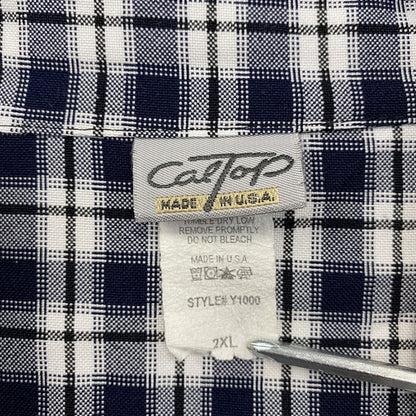 CalTop
MADE IN U.S.A.
TUMBLE DRY LOW
REMOVE PROMPTLY
DO NOT BLEACH
MADE IN U.S.A
STYLE# Y1000
2XL